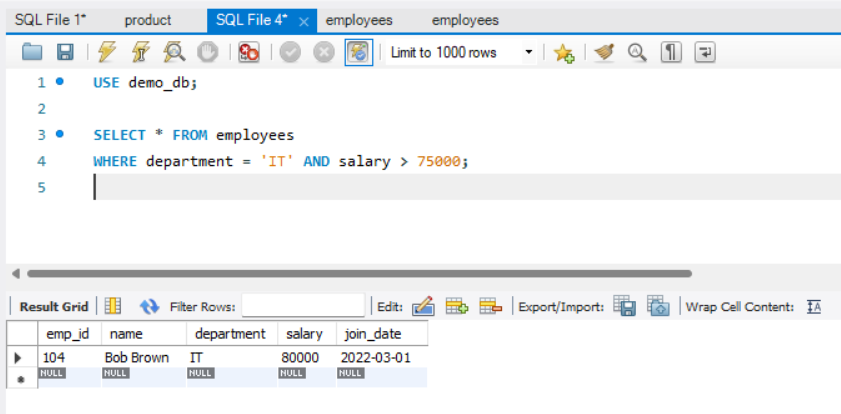 SQL File 1* product SQL File 4* × employees employees
Limit to 1000 rows
1 USE demo_db;
2
3 SELECT * FROM employees
4 WHERE department = 'IT' AND salary > 75000;
5
Result Grid Filter Rows: Edit: Export/Import: Wrap Cell Content: IA
emp_id name department salary join_date
104 Bob Brown IT 80000 2022-03-01
NULL NULL NULL NULL NULL